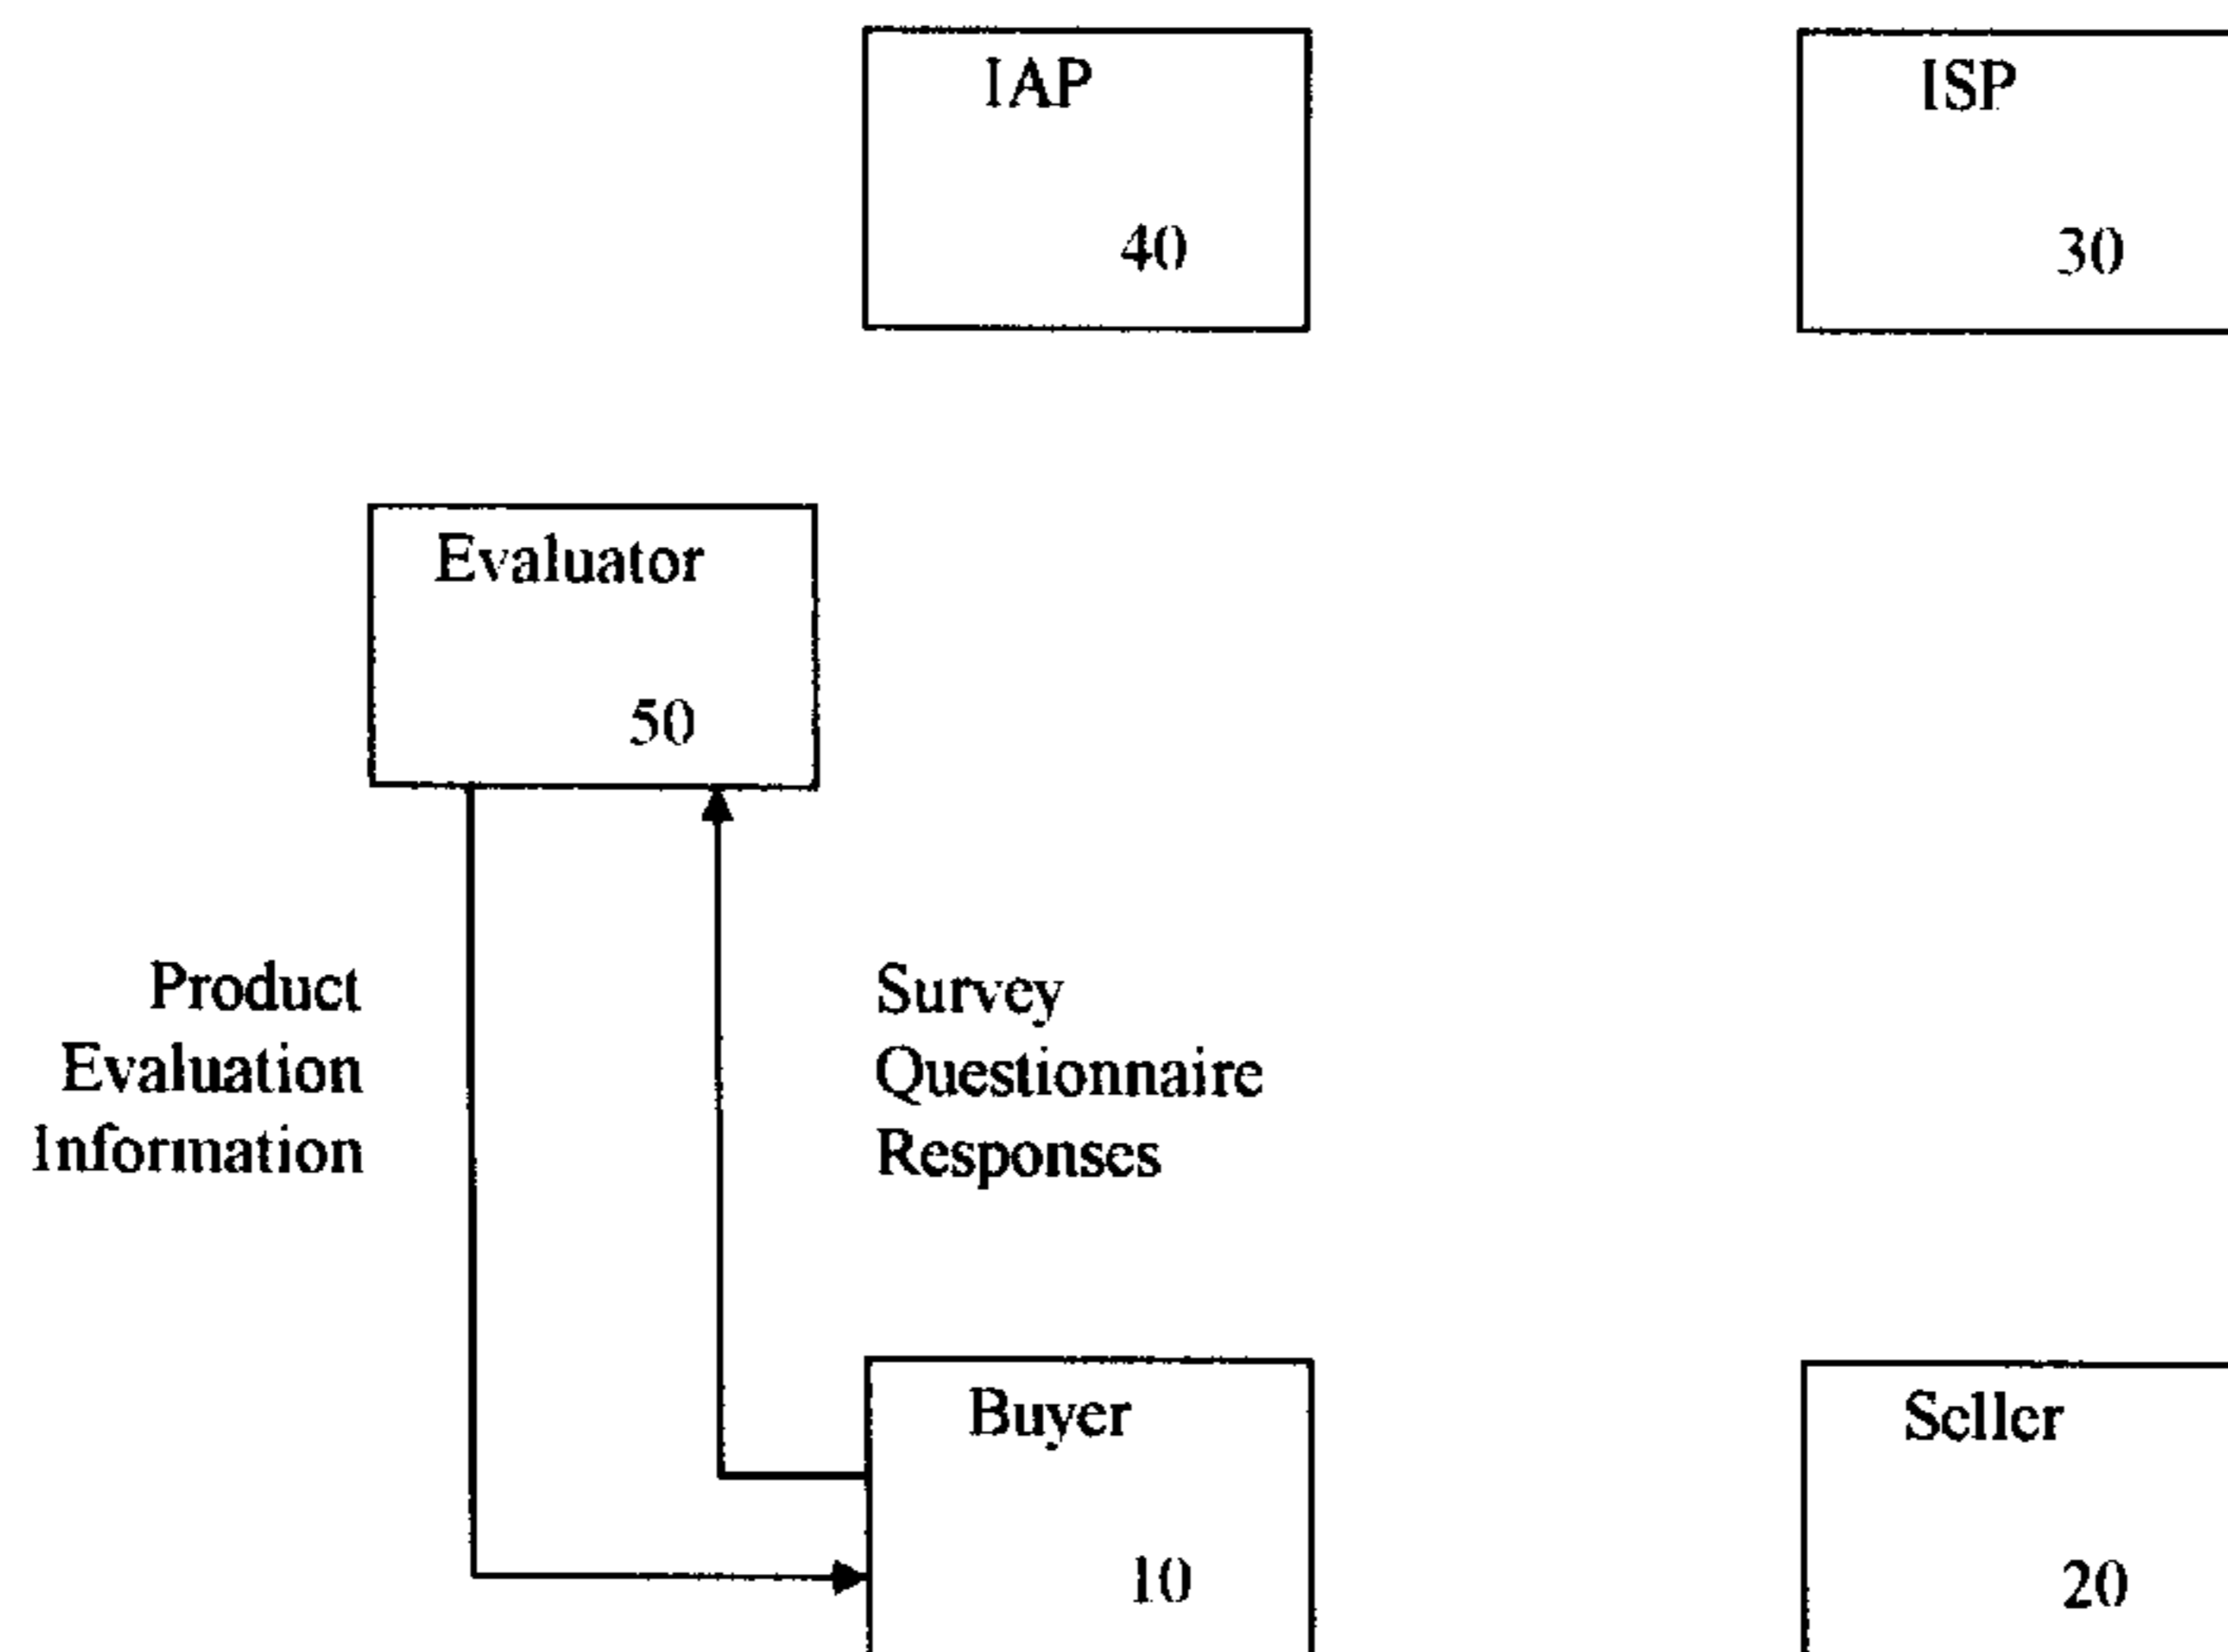 IAP
40
ISP
30
Evaluator
50
Product
Evaluation
Information
Survey
Questionnaire
Responses
Buyer
10
Seller
20